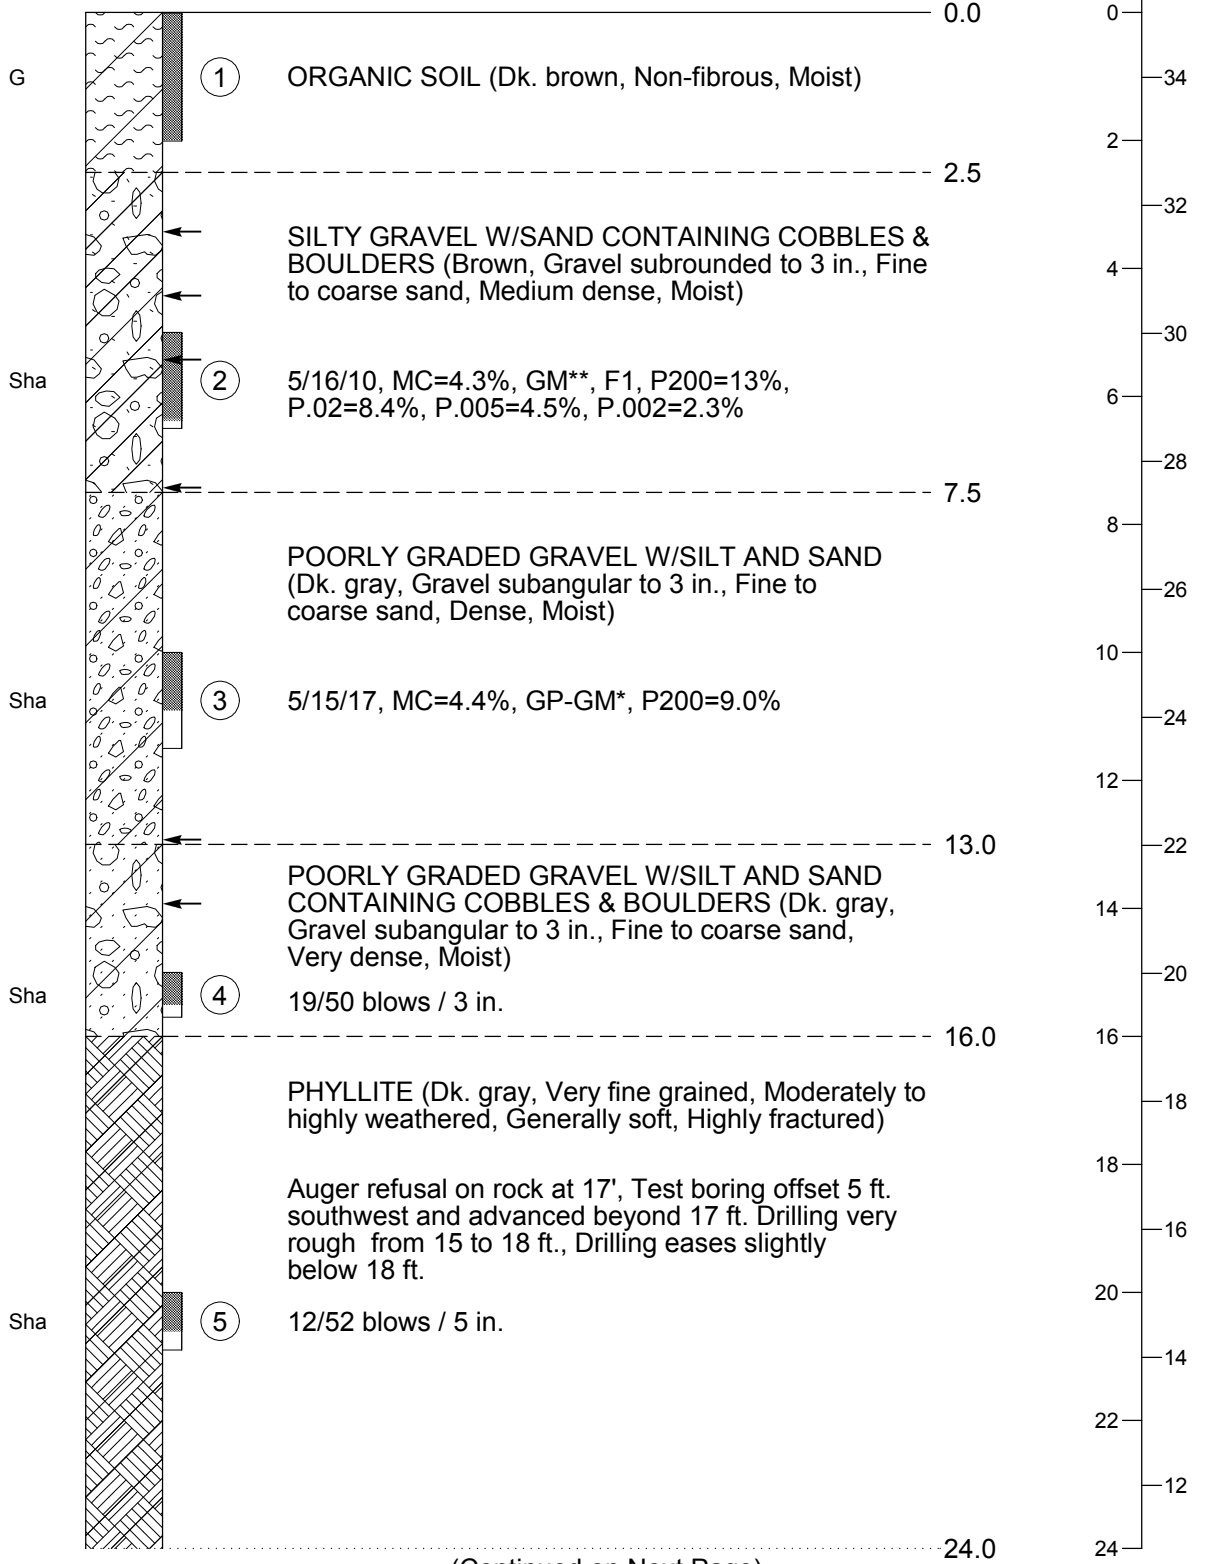 0.0 0
G 1 ORGANIC SOIL (Dk. brown, Non-fibrous, Moist) 34
2
2.5
32
SILTY GRAVEL W/SAND CONTAINING COBBLES &
BOULDERS (Brown, Gravel subrounded to 3 in., Fine
to coarse sand, Medium dense, Moist)
4
30
Sha 2 5/16/10, MC=4.3%, GM**, F1, P200=13%,
P.02=8.4%, P.005=4.5%, P.002=2.3%
6
28
7.5
8
POORLY GRADED GRAVEL W/SILT AND SAND
(Dk. gray, Gravel subangular to 3 in., Fine to
coarse sand, Dense, Moist)
26
10
Sha 3 5/15/17, MC=4.4%, GP-GM*, P200=9.0%
24
12
13.0 22
POORLY GRADED GRAVEL W/SILT AND SAND
CONTAINING COBBLES & BOULDERS (Dk. gray,
Gravel subangular to 3 in., Fine to coarse sand,
Very dense, Moist)
14
20
Sha 4 19/50 blows / 3 in.
16.0 16
PHYLLITE (Dk. gray, Very fine grained, Moderately to
highly weathered, Generally soft, Highly fractured)
18
18
Auger refusal on rock at 17', Test boring offset 5 ft.
southwest and advanced beyond 17 ft. Drilling very
rough from 15 to 18 ft., Drilling eases slightly
below 18 ft.
16
20
Sha 5 12/52 blows / 5 in.
14
22
12
24.0 24
(Continued on Next Page)